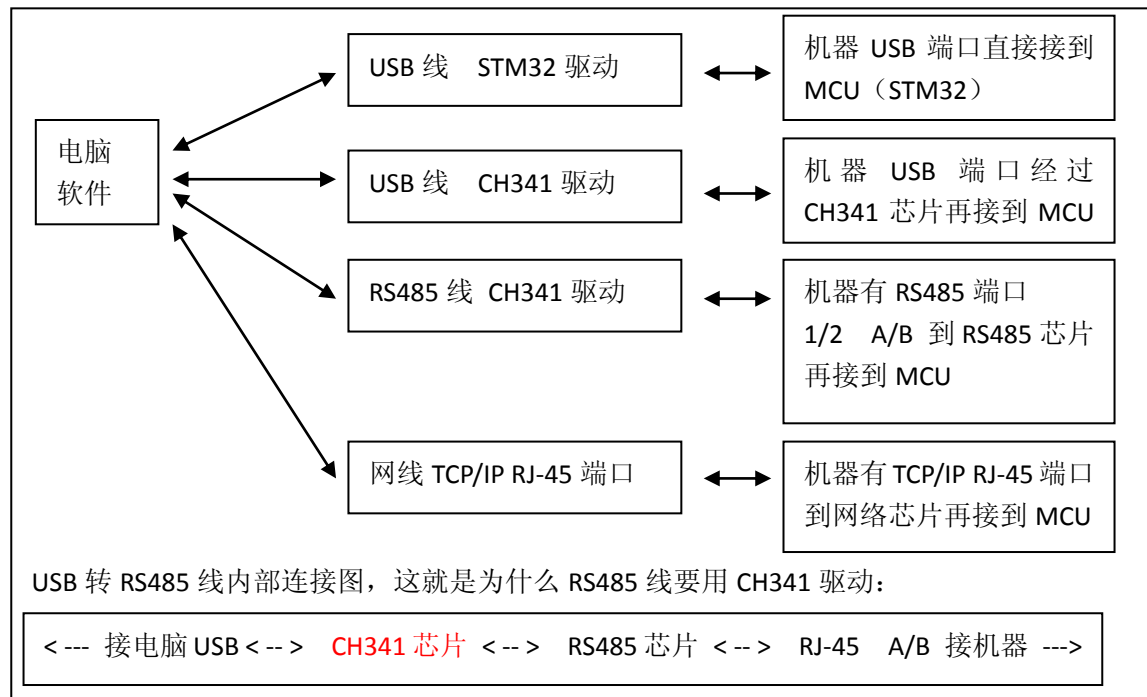 USB 线 STM32 驱动
机器 USB 端口直接接到
MCU（STM32）
电脑
软件
USB 线 CH341 驱动
机器 USB 端口经过
CH341 芯片再接到 MCU
RS485 线 CH341 驱动
机器有 RS485 端口
1/2 A/B 到 RS485 芯片
再接到 MCU
网线 TCP/IP RJ-45 端口
机器有 TCP/IP RJ-45 端口
到网络芯片再接到 MCU
USB 转 RS485 线内部连接图，这就是为什么 RS485 线要用 CH341 驱动：
< --- 接电脑 USB < -- > CH341 芯片 < -- > RS485 芯片 < -- > RJ-45 A/B 接机器 --->